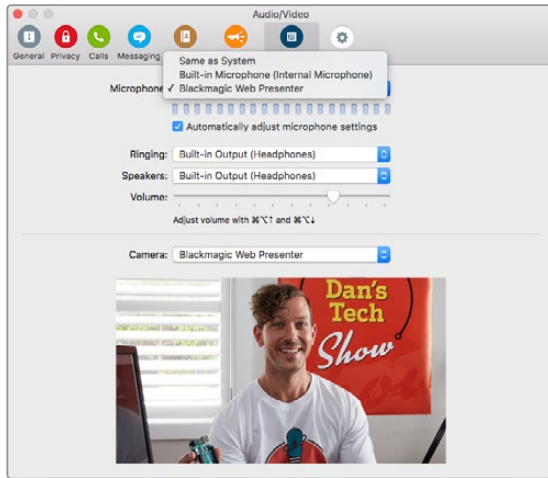 Audio/Video
General Privacy Calls Messaging
Same as System
Built-in Microphone (Internal Microphone)
Microphone ✓ Blackmagic Web Presenter
Automatically adjust microphone settings
Ringing: Built-in Output (Headphones)
Speakers: Built-in Output (Headphones)
Volume:
Adjust volume with ⌘⌥↑ and ⌘⌥↓
Camera: Blackmagic Web Presenter
Dan's
Tech
Show